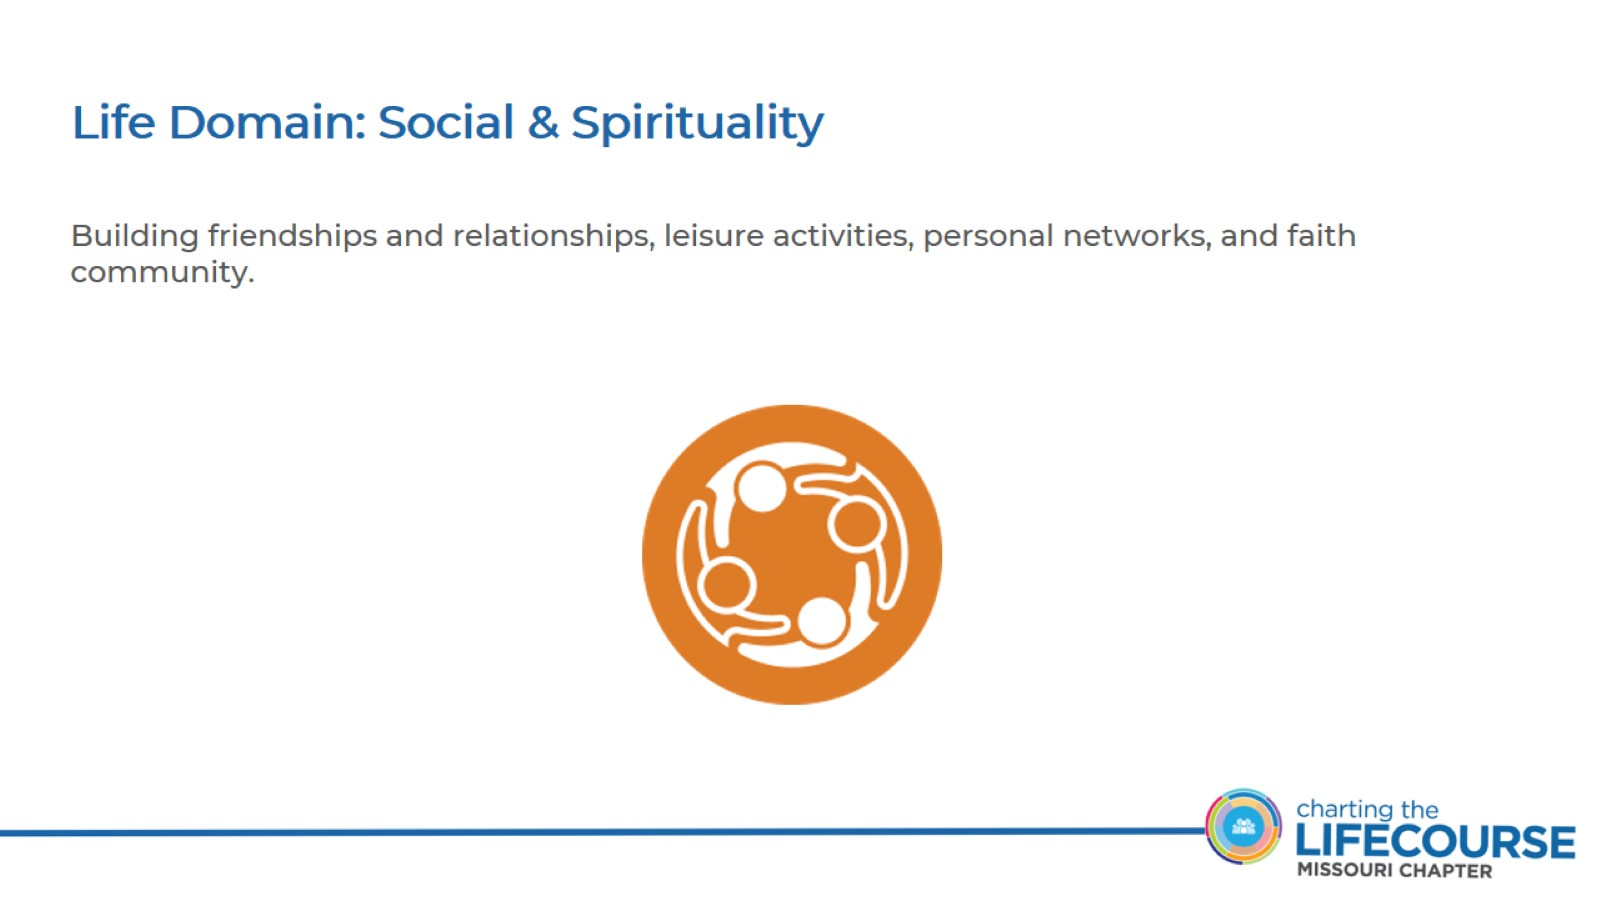 Life Domain: Social & Spirituality
Building friendships and relationships, leisure activities, personal networks, and faith
community.
charting the
LIFECOURSE
MISSOURI CHAPTER